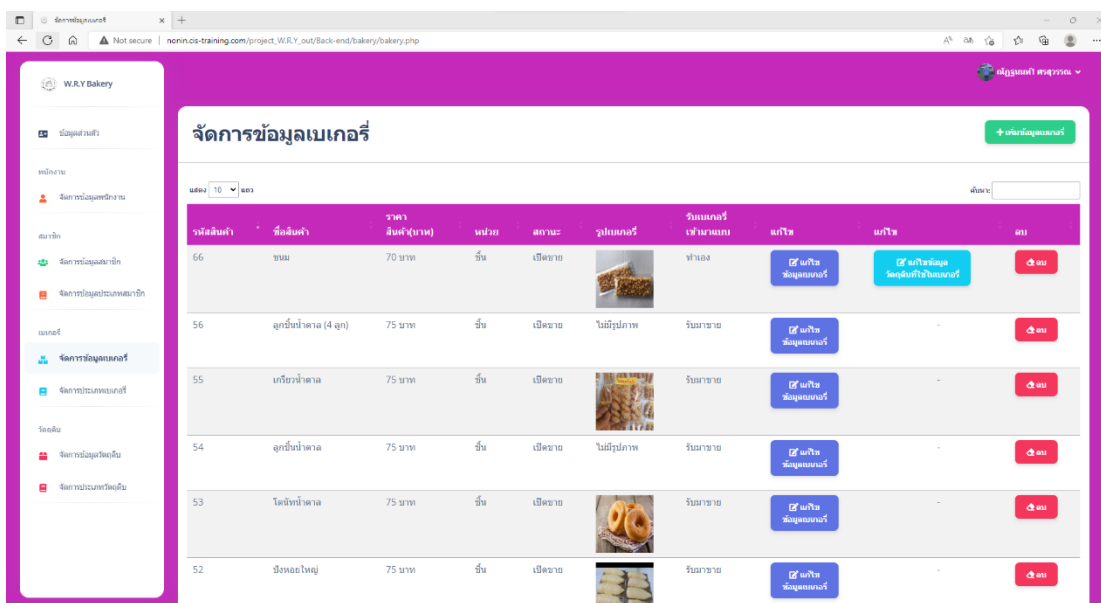 จัดการข้อมูลเบเกอรี่
Not secure | nonin.cis-training.com/project_W.R.Y_out/Back-end/bakery/bakery.php
W.R.Y Bakery
ข้อมูลส่วนตัว
พนักงาน
จัดการข้อมูลพนักงาน
สมาชิก
จัดการข้อมูลสมาชิก
จัดการข้อมูลประเภทสมาชิก
เบเกอรี่
จัดการข้อมูลเบเกอรี่
จัดการประเภทเบเกอรี่
วัตถุดิบ
จัดการข้อมูลวัตถุดิบ
จัดการประเภทวัตถุดิบ
จัดการข้อมูลเบเกอรี่
+ เพิ่มข้อมูลเบเกอรี่
แสดง 10 แถว
ค้นหา:
รหัสสินค้า ชื่อสินค้า ราคาสินค้า(บาท) หน่วย สถานะ รูปเบเกอรี่ รับเบเกอรี่เข้ามาแบบ แก้ไข แก้ไข ลบ
66 ขนม 70 บาท ชิ้น เปิดขาย ทำเอง แก้ไขข้อมูลเบเกอรี่ แก้ไขข้อมูลวัตถุดิบที่ใช้ในเบเกอรี่ ลบ
56 ลูกชิ้นน้ำตาล (4 ลูก) 75 บาท ชิ้น เปิดขาย ไม่มีรูปภาพ รับมาขาย แก้ไขข้อมูลเบเกอรี่ - ลบ
55 เกรียวน้ำตาล 75 บาท ชิ้น เปิดขาย รับมาขาย แก้ไขข้อมูลเบเกอรี่ - ลบ
54 ลูกชิ้นน้ำตาล 75 บาท ชิ้น เปิดขาย ไม่มีรูปภาพ รับมาขาย แก้ไขข้อมูลเบเกอรี่ - ลบ
53 โดนัทน้ำตาล 75 บาท ชิ้น เปิดขาย รับมาขาย แก้ไขข้อมูลเบเกอรี่ - ลบ
52 ปังหอยใหญ่ 75 บาท ชิ้น เปิดขาย รับมาขาย แก้ไขข้อมูลเบเกอรี่ - ลบ